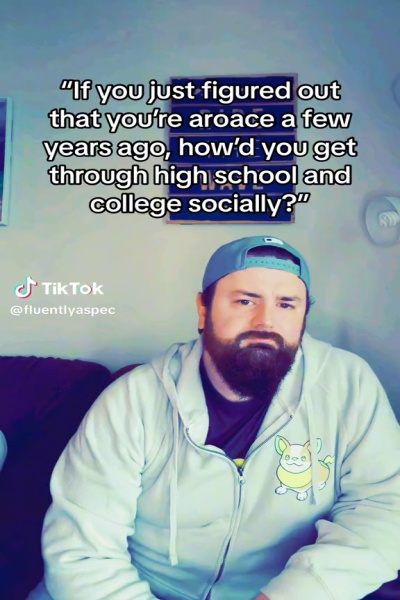 “If you just figured out
that you’re aroace a few
years ago, how’d you get
through high school and
college socially?”
TikTok
@fluentlyaspec